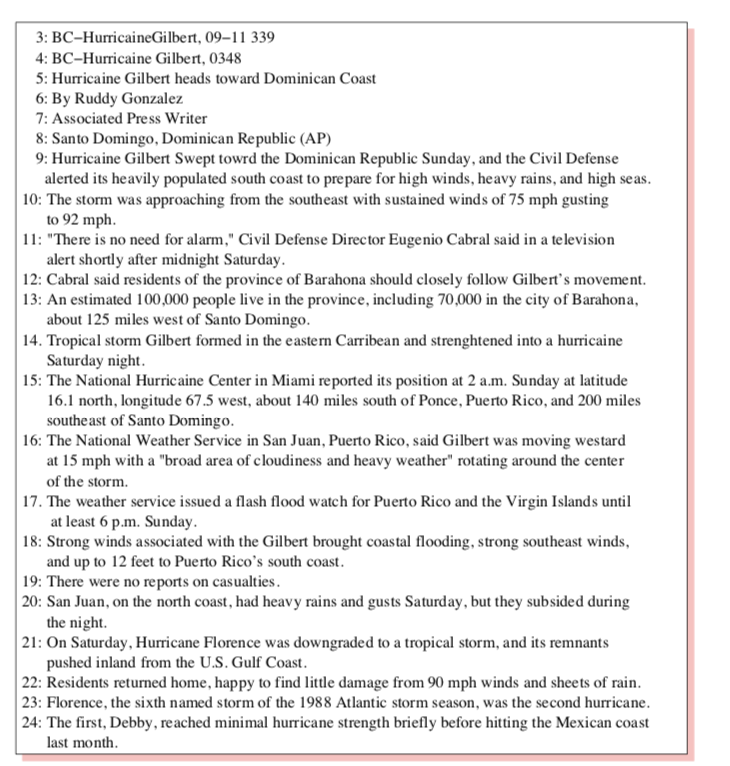 3: BC–HurricaineGilbert, 09–11 339
4: BC–Hurricaine Gilbert, 0348
5: Hurricaine Gilbert heads toward Dominican Coast
6: By Ruddy Gonzalez
7: Associated Press Writer
8: Santo Domingo, Dominican Republic (AP)
9: Hurricaine Gilbert Swept towrd the Dominican Republic Sunday, and the Civil Defense
alerted its heavily populated south coast to prepare for high winds, heavy rains, and high seas.
10: The storm was approaching from the southeast with sustained winds of 75 mph gusting
to 92 mph.
11: "There is no need for alarm," Civil Defense Director Eugenio Cabral said in a television
alert shortly after midnight Saturday.
12: Cabral said residents of the province of Barahona should closely follow Gilbert's movement.
13: An estimated 100,000 people live in the province, including 70,000 in the city of Barahona,
about 125 miles west of Santo Domingo.
14. Tropical storm Gilbert formed in the eastern Carribean and strenghtened into a hurricaine
Saturday night.
15: The National Hurricaine Center in Miami reported its position at 2 a.m. Sunday at latitude
16.1 north, longitude 67.5 west, about 140 miles south of Ponce, Puerto Rico, and 200 miles
southeast of Santo Domingo.
16: The National Weather Service in San Juan, Puerto Rico, said Gilbert was moving westard
at 15 mph with a "broad area of cloudiness and heavy weather" rotating around the center
of the storm.
17. The weather service issued a flash flood watch for Puerto Rico and the Virgin Islands until
at least 6 p.m. Sunday.
18: Strong winds associated with the Gilbert brought coastal flooding, strong southeast winds,
and up to 12 feet to Puerto Rico's south coast.
19: There were no reports on casualties.
20: San Juan, on the north coast, had heavy rains and gusts Saturday, but they subsided during
the night.
21: On Saturday, Hurricane Florence was downgraded to a tropical storm, and its remnants
pushed inland from the U.S. Gulf Coast.
22: Residents returned home, happy to find little damage from 90 mph winds and sheets of rain.
23: Florence, the sixth named storm of the 1988 Atlantic storm season, was the second hurricane.
24: The first, Debby, reached minimal hurricane strength briefly before hitting the Mexican coast
last month.